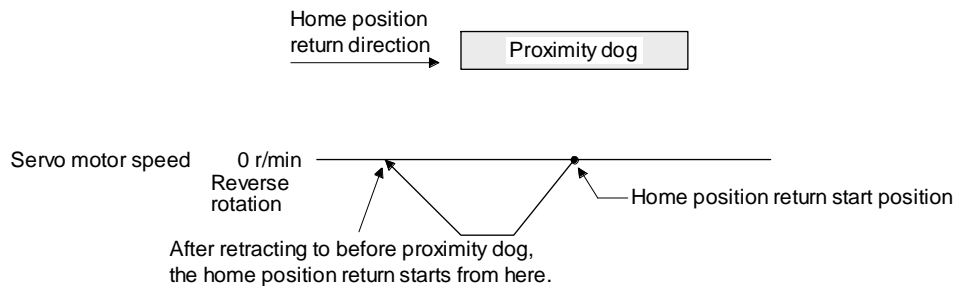 Home position
return direction
Proximity dog
Servo motor speed 0 r/min
Reverse
rotation
Home position return start position
After retracting to before proximity dog,
the home position return starts from here.